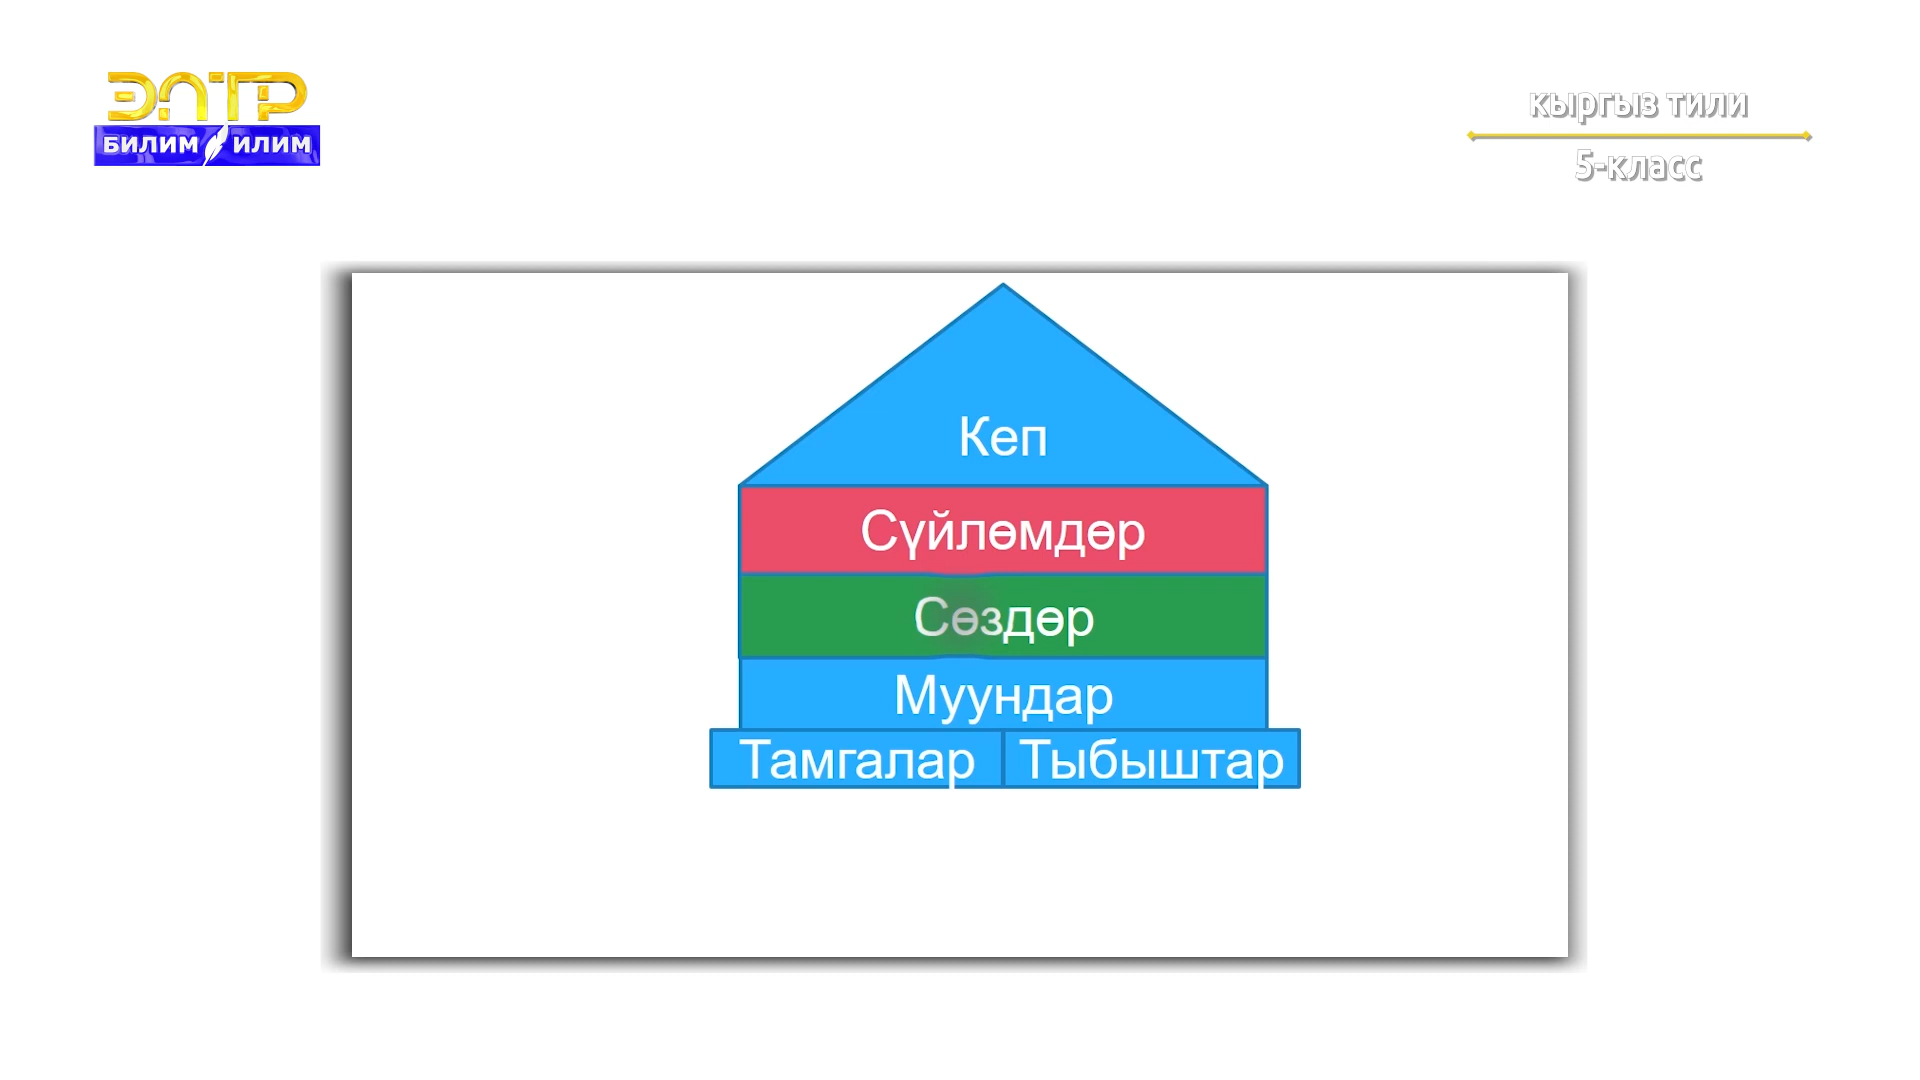 ЭЛТР
БИЛИМ ИЛИМ
кыргыз тили
5-класс
Кеп
Сүйлөмдөр
Сөздөр
Муундар
Тамгалар Тыбыштар